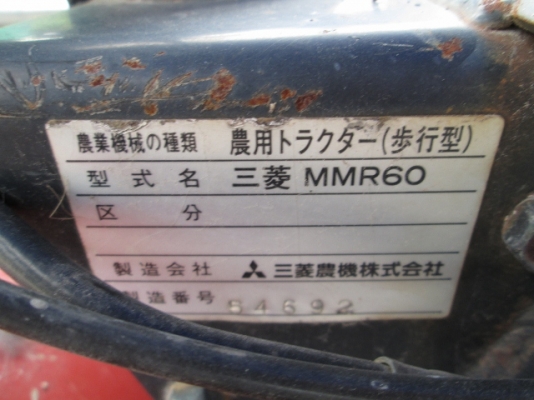 農業機械の種類 農用トラクター(歩行型)
型式名 三菱 MMR60
区分
製造会社 三菱農機株式会社
製造番号 54692